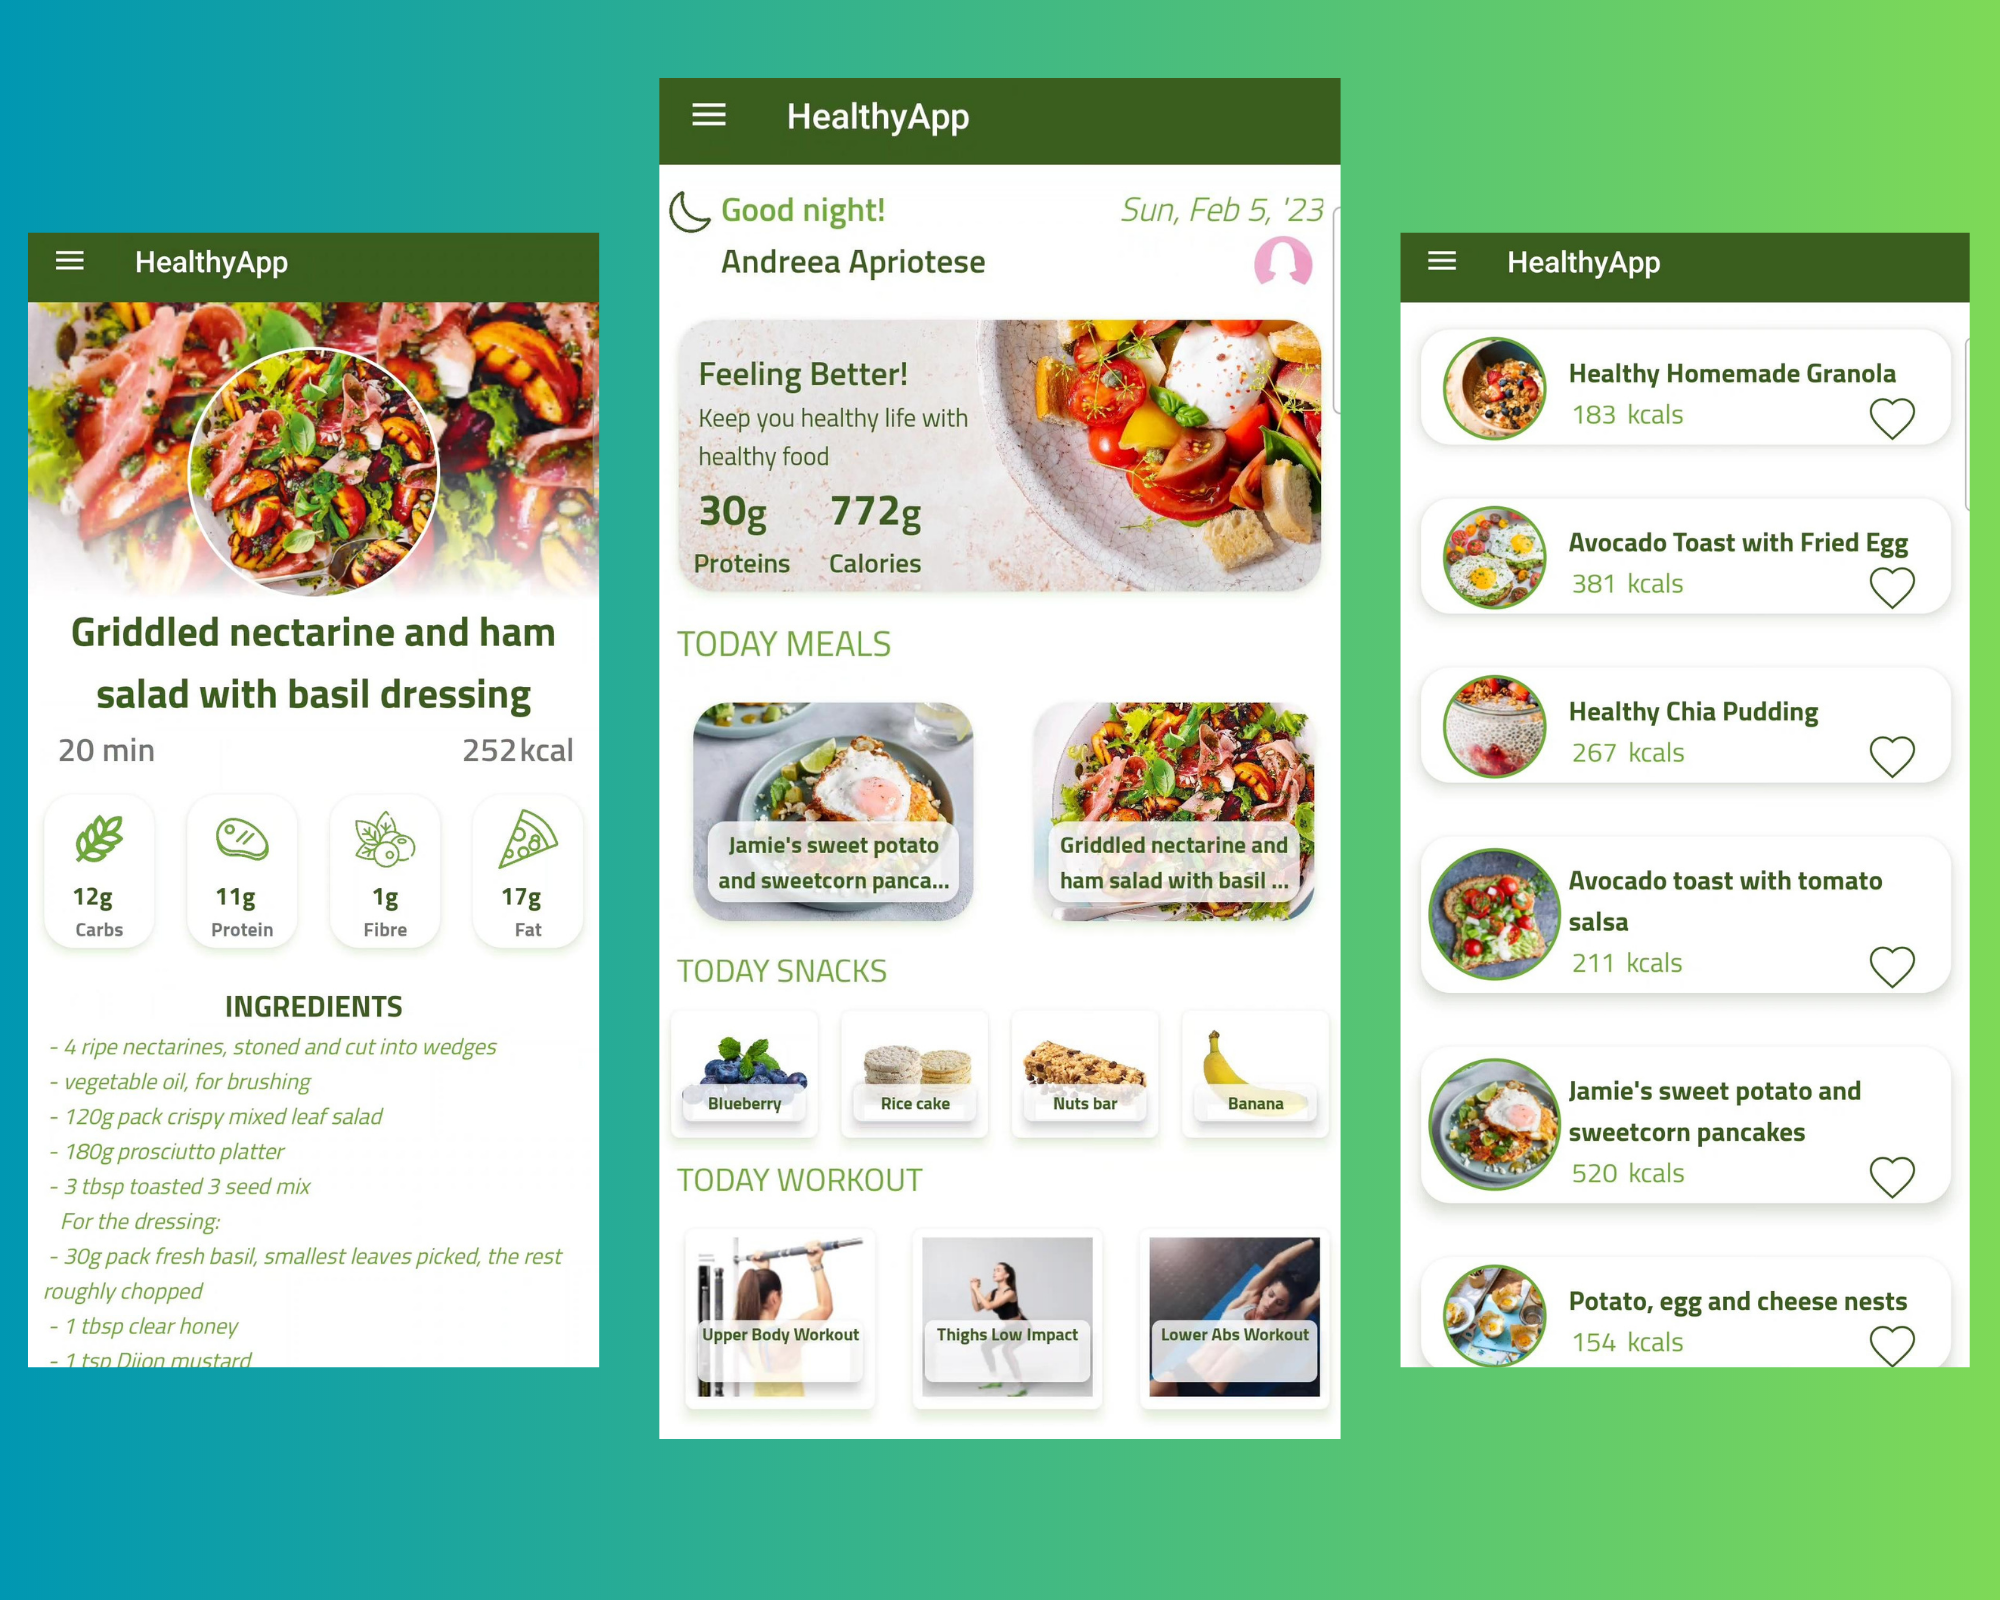 HealthyApp
Griddled nectarine and ham
salad with basil dressing
20 min
252kcal
12g
Carbs
11g
Protein
1g
Fibre
17g
Fat
INGREDIENTS
- 4 ripe nectarines, stoned and cut into wedges
- vegetable oil, for brushing
- 120g pack crispy mixed leaf salad
- 180g prosciutto platter
- 3 tbsp toasted 3 seed mix
For the dressing:
- 30g pack fresh basil, smallest leaves picked, the rest
roughly chopped
- 1 tbsp clear honey
- 1 tsp Dijon mustard
HealthyApp
Good night!
Sun, Feb 5, '23
Andreea Apriotese
Feeling Better!
Keep you healthy life with
healthy food
30g
772g
Proteins
Calories
TODAY MEALS
Jamie's sweet potato
and sweetcorn panca...
Griddled nectarine and
ham salad with basil ...
TODAY SNACKS
Blueberry
Rice cake
Nuts bar
Banana
TODAY WORKOUT
Upper Body Workout
Thighs Low Impact
Lower Abs Workout
HealthyApp
Healthy Homemade Granola
183 kcals
Avocado Toast with Fried Egg
381 kcals
Healthy Chia Pudding
267 kcals
Avocado toast with tomato
salsa
211 kcals
Jamie's sweet potato and
sweetcorn pancakes
520 kcals
Potato, egg and cheese nests
154 kcals